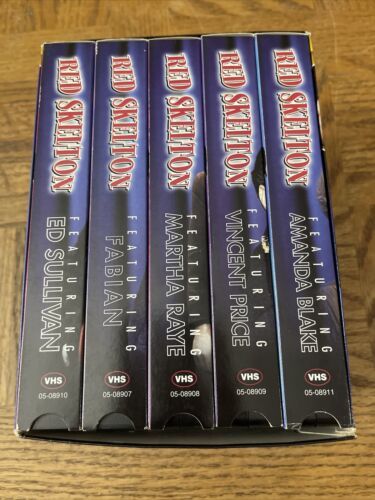 RED SKELTON
FEATURING
ED SULLIVAN
VHS
05-08910
RED SKELTON
FEATURING
FABIAN
VHS
05-08907
RED SKELTON
FEATURING
MARTHA RAYE
VHS
05-08908
RED SKELTON
FEATURING
VINCENT PRICE
VHS
05-08909
RED SKELTON
FEATURING
AMANDA BLAKE
VHS
05-08911